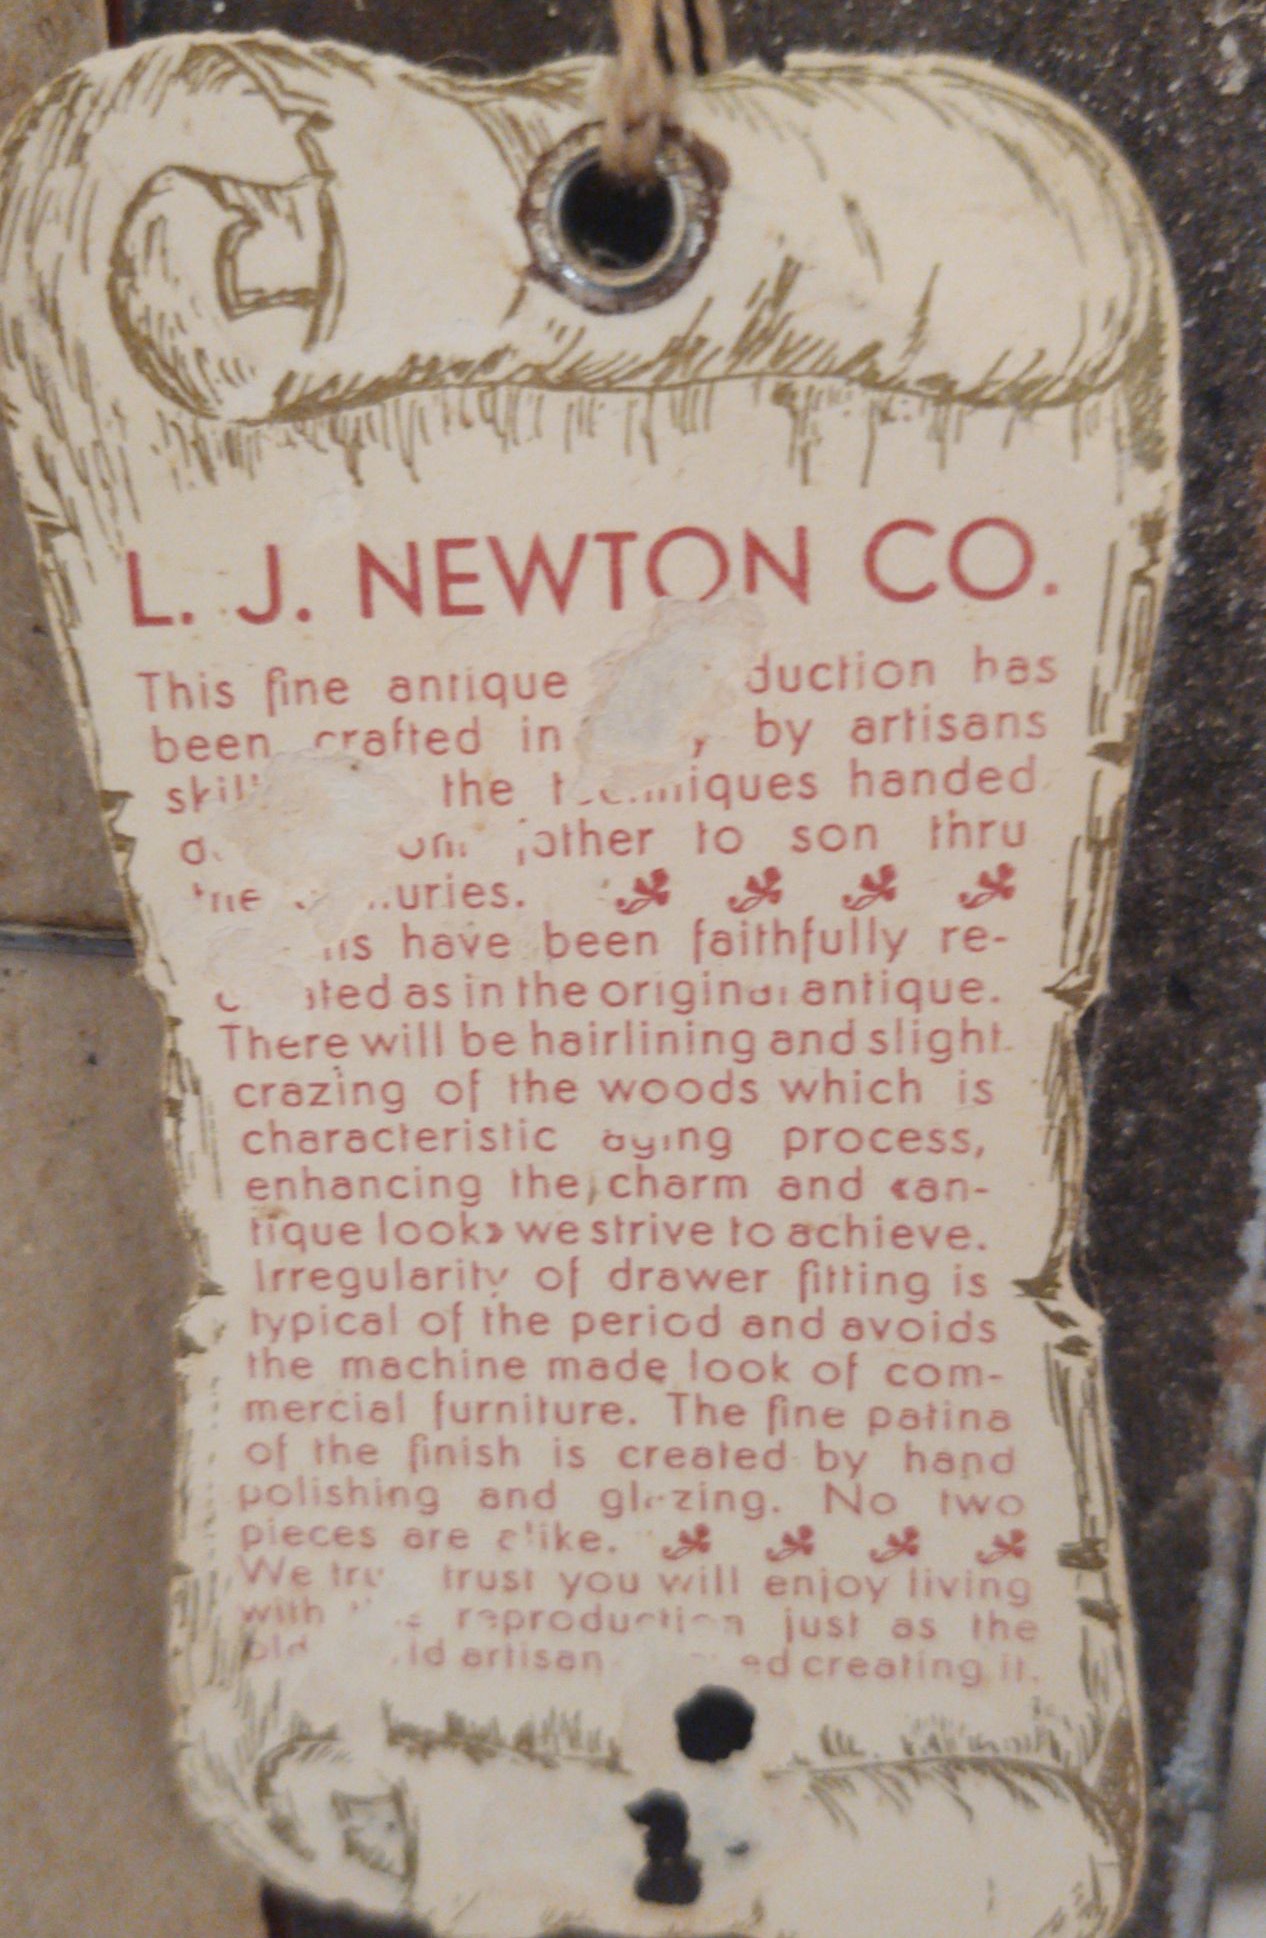 L. J. NEWTON CO.
This fine antique duction has
been crafted in by artisans
the techniques handed
father to son thru
the
have been faithfully re-
as in the original antique.
There will be hairlining and slight
crazing of the woods which is
characteristic aging process,
enhancing the charm and «an-
tique look» we strive to achieve.
Irregularity of drawer fitting is
typical of the period and avoids
the machine made look of com-
mercial furniture. The fine patina
of the finish is created by hand
polishing and glazing. No two
pieces are alike.
We trust you will enjoy living
with reproduction just as the
old artisan creating it.